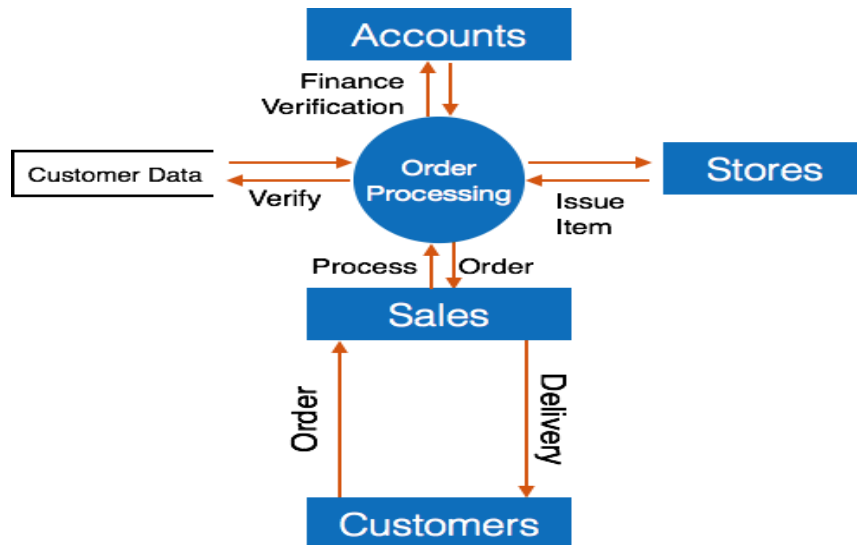 Accounts
Finance
Verification
Customer Data
Verify
Order
Processing
Stores
Issue
Item
Process
Order
Sales
Order
Delivery
Customers